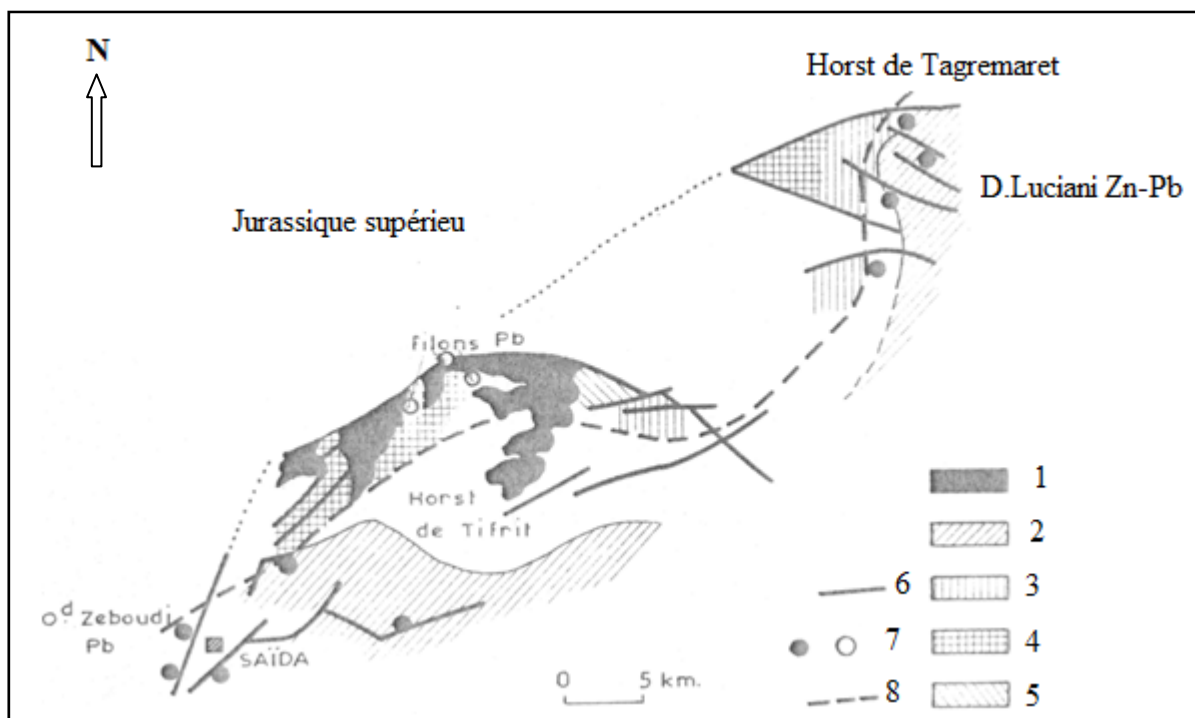 N
Horst de Tagremaret
D.Luciani Zn-Pb
Jurassique supérieu
filons Pb
Horst
de Tifrit
Od Zeboudj
Pb
SAÏDA
0 5 km.
1
2
6 3
7 4
8 5